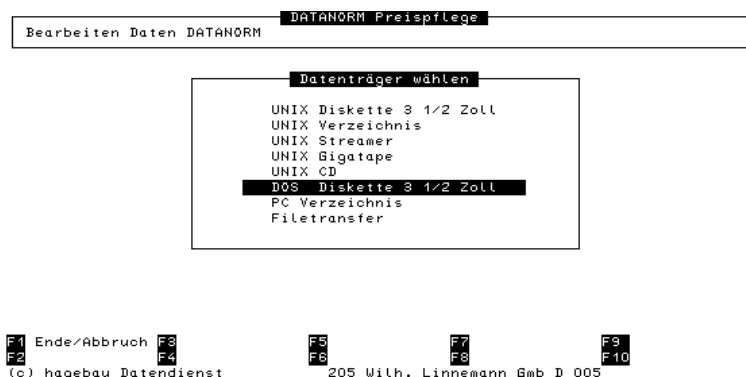 DATANORM Preispflege
Bearbeiten Daten DATANORM
Datenträger wählen
UNIX Diskette 3 1/2 Zoll
UNIX Verzeichnis
UNIX Streamer
UNIX Gigatape
UNIX CD
DOS Diskette 3 1/2 Zoll
PC Verzeichnis
Filetransfer
F1 Ende/Abbruch F3 F5 F7 F9
F2 F4 F6 F8 F10
(c) hagebau Datendienst 205 Wilh. Linnemann Gmb D 005